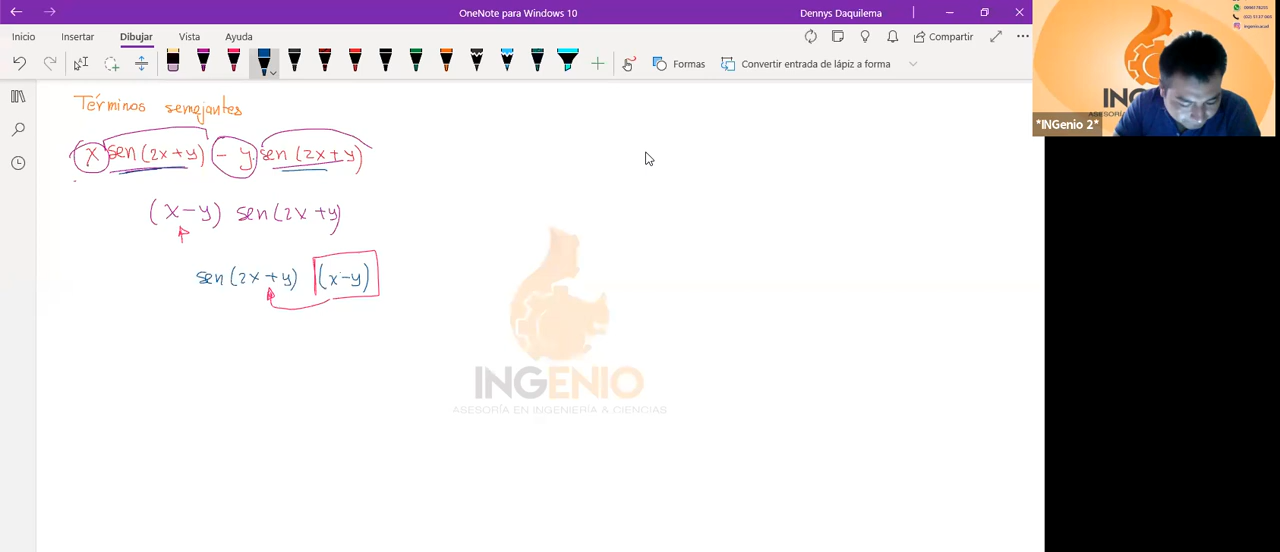 OneNote para Windows 10
Dennys Daquilema
Inicio Insertar Dibujar Vista Ayuda
Compartir
Formas
Convertir entrada de lápiz a forma
Términos semejantes
x sen(2x+y) - y sen(2x+y)
(x-y) sen(2x+y)
sen(2x+y) (x-y)
INGENIO
ASESORÍA EN INGENIERÍA & CIENCIAS
*INGenio 2*